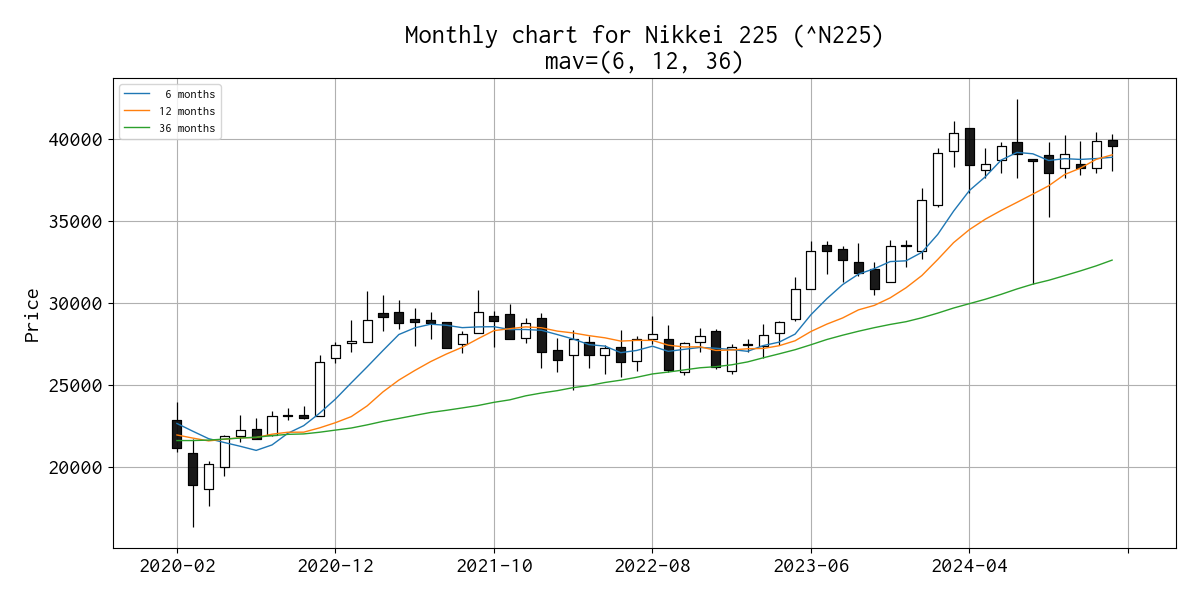 Monthly chart for Nikkei 225 (^N225)
mav=(6, 12, 36)
6 months
12 months
36 months
40000
35000
30000
25000
20000
Price
2020-02
2020-12
2021-10
2022-08
2023-06
2024-04